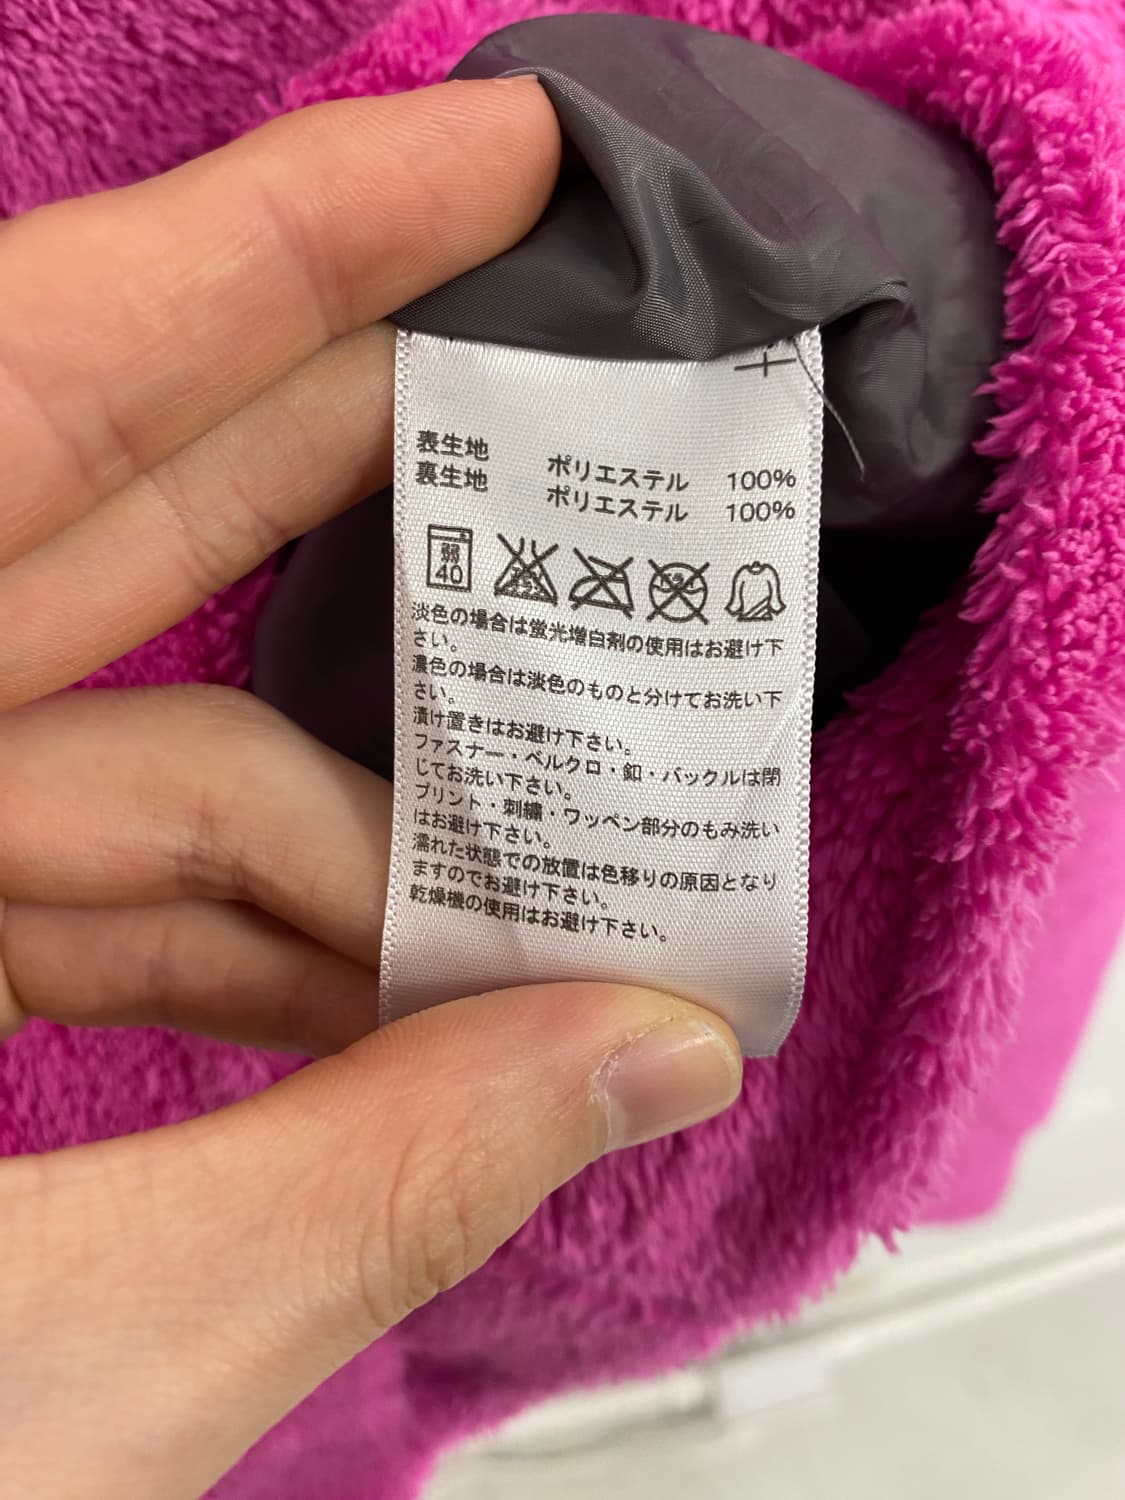 表生地 ポリエステル 100%
裏生地 ポリエステル 100%
弱
40
淡色の場合は蛍光増白剤の使用はお避け下
さい。
濃色の場合は淡色のものと分けてお洗い下
さい。
漬け置きはお避け下さい。
ファスナー・ベルクロ・釦・バックルは閉
じてお洗い下さい。
プリント・刺繍・ワッペン部分のもみ洗い
はお避け下さい。
濡れた状態での放置は色移りの原因となり
ますのでお避け下さい。
乾燥機の使用はお避け下さい。